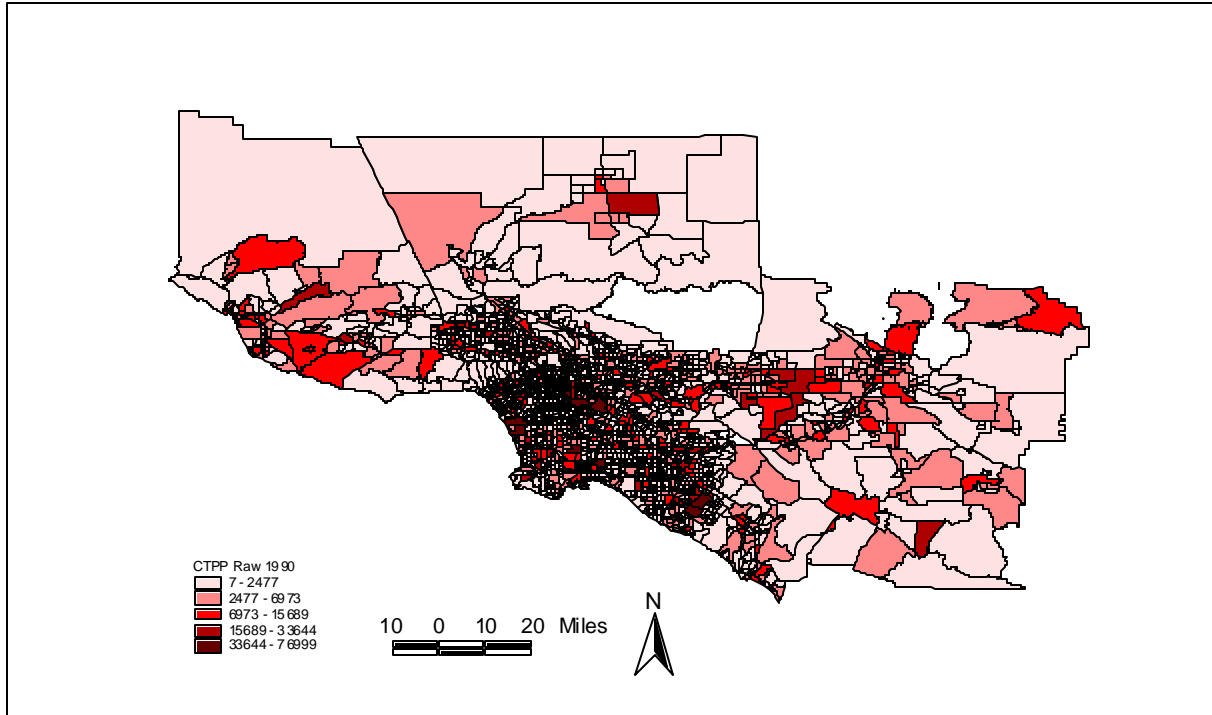 N
CTPP Raw 1990
7 - 2477
2477 - 6973
6973 - 15689
15689 - 33644
33644 - 76999
10 0 10 20 Miles